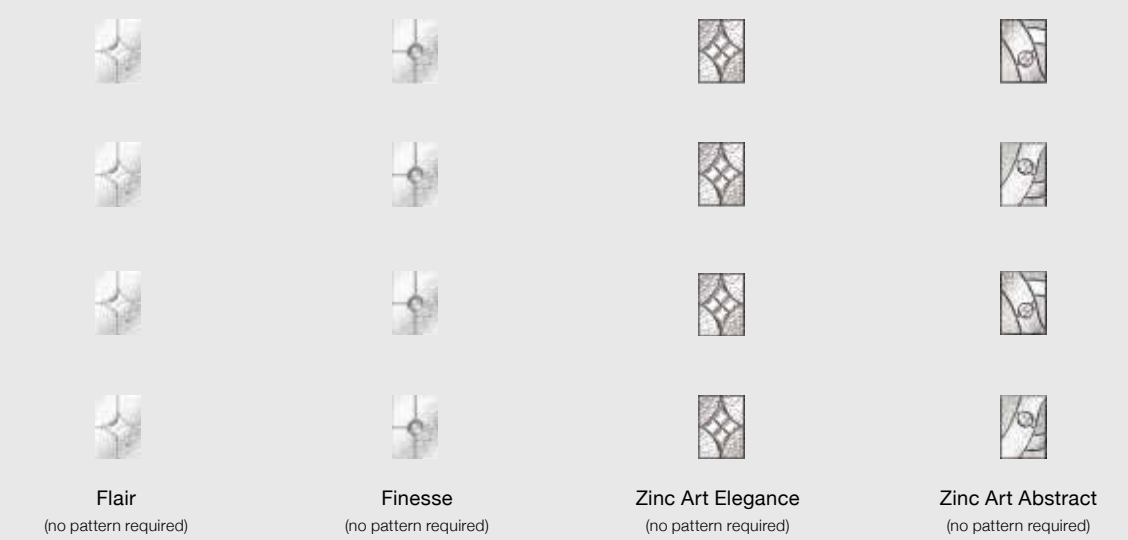 Flair
(no pattern required)
Finesse
(no pattern required)
Zinc Art Elegance
(no pattern required)
Zinc Art Abstract
(no pattern required)